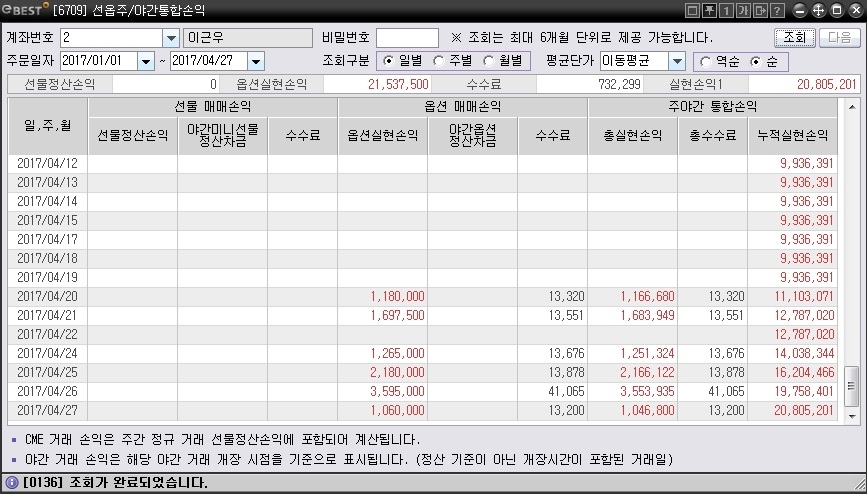 eBEST [6709] 선옵주/야간통합손익
계좌번호 2 이근우 비밀번호 ※ 조회는 최대 6개월 단위로 제공 가능합니다. 조회 다음
주문일자 2017/01/01 ~ 2017/04/27 조회구분 일별 주별 월별 평균단가 이동평균 역순 순
선물정산손익 0 옵션실현손익 21,537,500 수수료 732,299 실현손익1 20,805,201
일,주,월 선물 매매손익 옵션 매매손익 주야간 통합손익
선물정산손익 야간미니선물 정산차금 수수료 옵션실현손익 야간옵션 정산차금 수수료 총실현손익 총수수료 누적실현손익
2017/04/12 9,936,391
2017/04/13 9,936,391
2017/04/14 9,936,391
2017/04/15 9,936,391
2017/04/17 9,936,391
2017/04/18 9,936,391
2017/04/19 9,936,391
2017/04/20 1,180,000 13,320 1,166,680 13,320 11,103,071
2017/04/21 1,697,500 13,551 1,683,949 13,551 12,787,020
2017/04/22 12,787,020
2017/04/24 1,265,000 13,676 1,251,324 13,676 14,038,344
2017/04/25 2,180,000 13,878 2,166,122 13,878 16,204,466
2017/04/26 3,595,000 41,065 3,553,935 41,065 19,758,401
2017/04/27 1,060,000 13,200 1,046,800 13,200 20,805,201
▪ CME 거래 손익은 주간 정규 거래 선물정산손익에 포함되어 계산됩니다.
▪ 야간 거래 손익은 해당 야간 거래 개장 시점을 기준으로 표시됩니다. (정산 기준이 아닌 개장시간이 포함된 거래일)
[0136] 조회가 완료되었습니다.